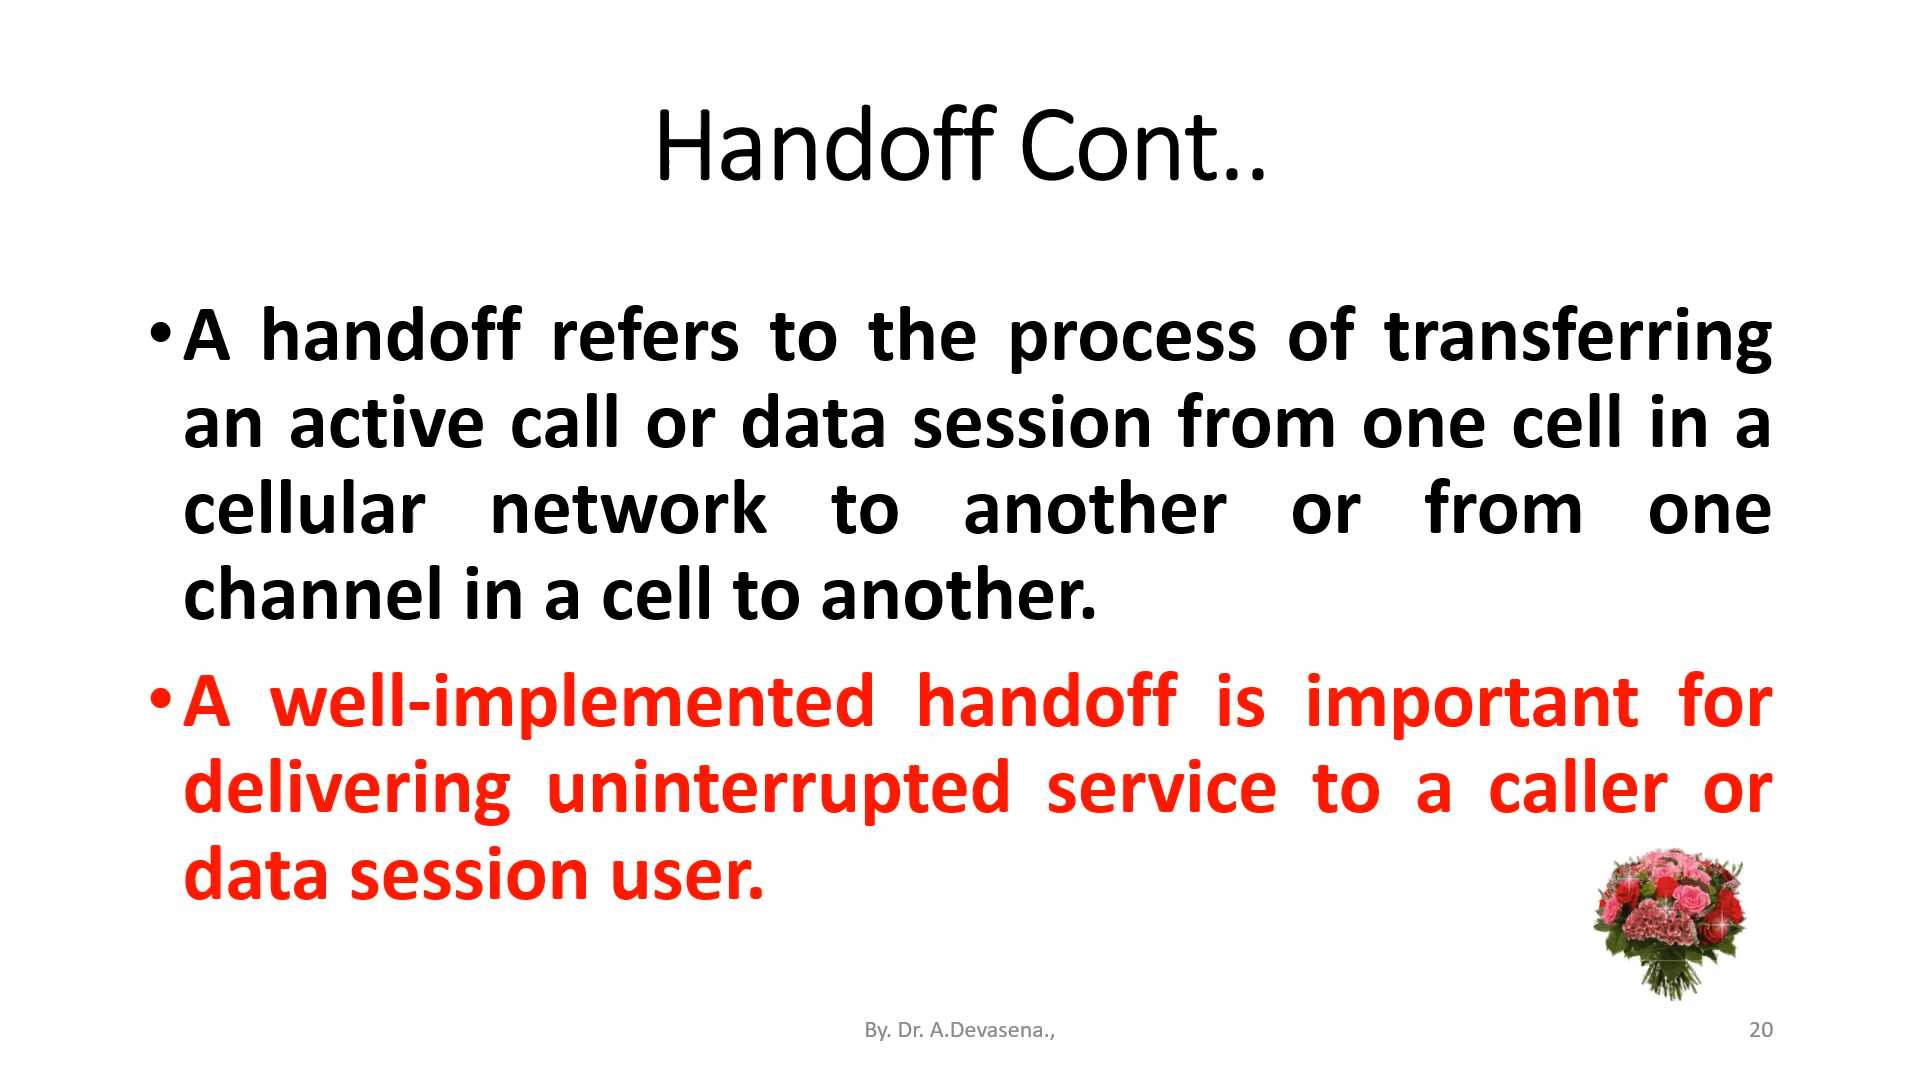 Handoff Cont..
•A handoff refers to the process of transferring
an active call or data session from one cell in a
cellular network to another or from one
channel in a cell to another.
•A well-implemented handoff is important for
delivering uninterrupted service to a caller or
data session user.
By. Dr. A.Devasena.,
20